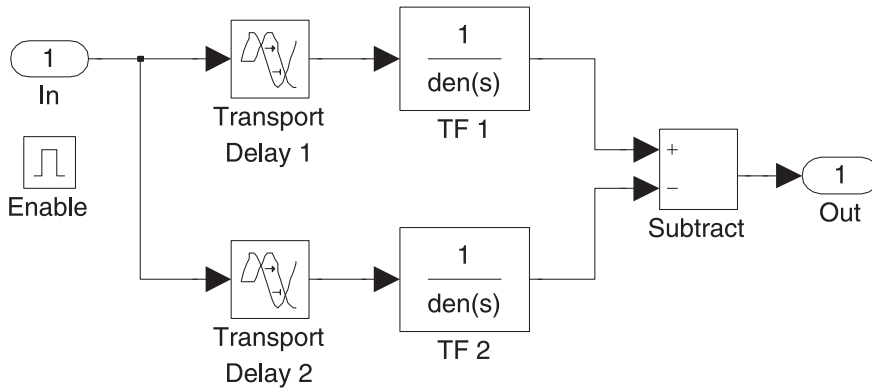 1
In
Enable
Transport
Delay 1
1
den(s)
TF 1
Transport
Delay 2
1
den(s)
TF 2
+
−
Subtract
1
Out